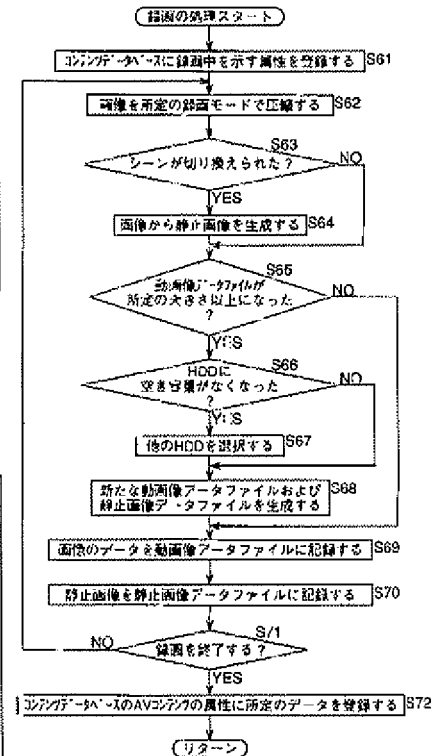 録画の処理スタート
コンテンツデータベースに録画中を示す属性を登録する S61
画像を所定の録画モードで圧縮する S62
S63
シーンが切り換えられた？ NO
YES
画像から静止画像を生成する S64
S65
動画像データファイルが
所定の大きさ以上になった NO
？
YES
S66
HDDに
空き容量がなくなった NO
？
YES
他のHDDを選択する S67
新たな動画像データファイルおよび
静止画像データファイルを生成する S68
画像のデータを動画像データファイルに記録する S69
静止画像を静止画像データファイルに記録する S70
S71
NO 録画を終了する？
YES
コンテンツデータベースのAVコンテンツの属性に所定のデータを登録する S72
リターン